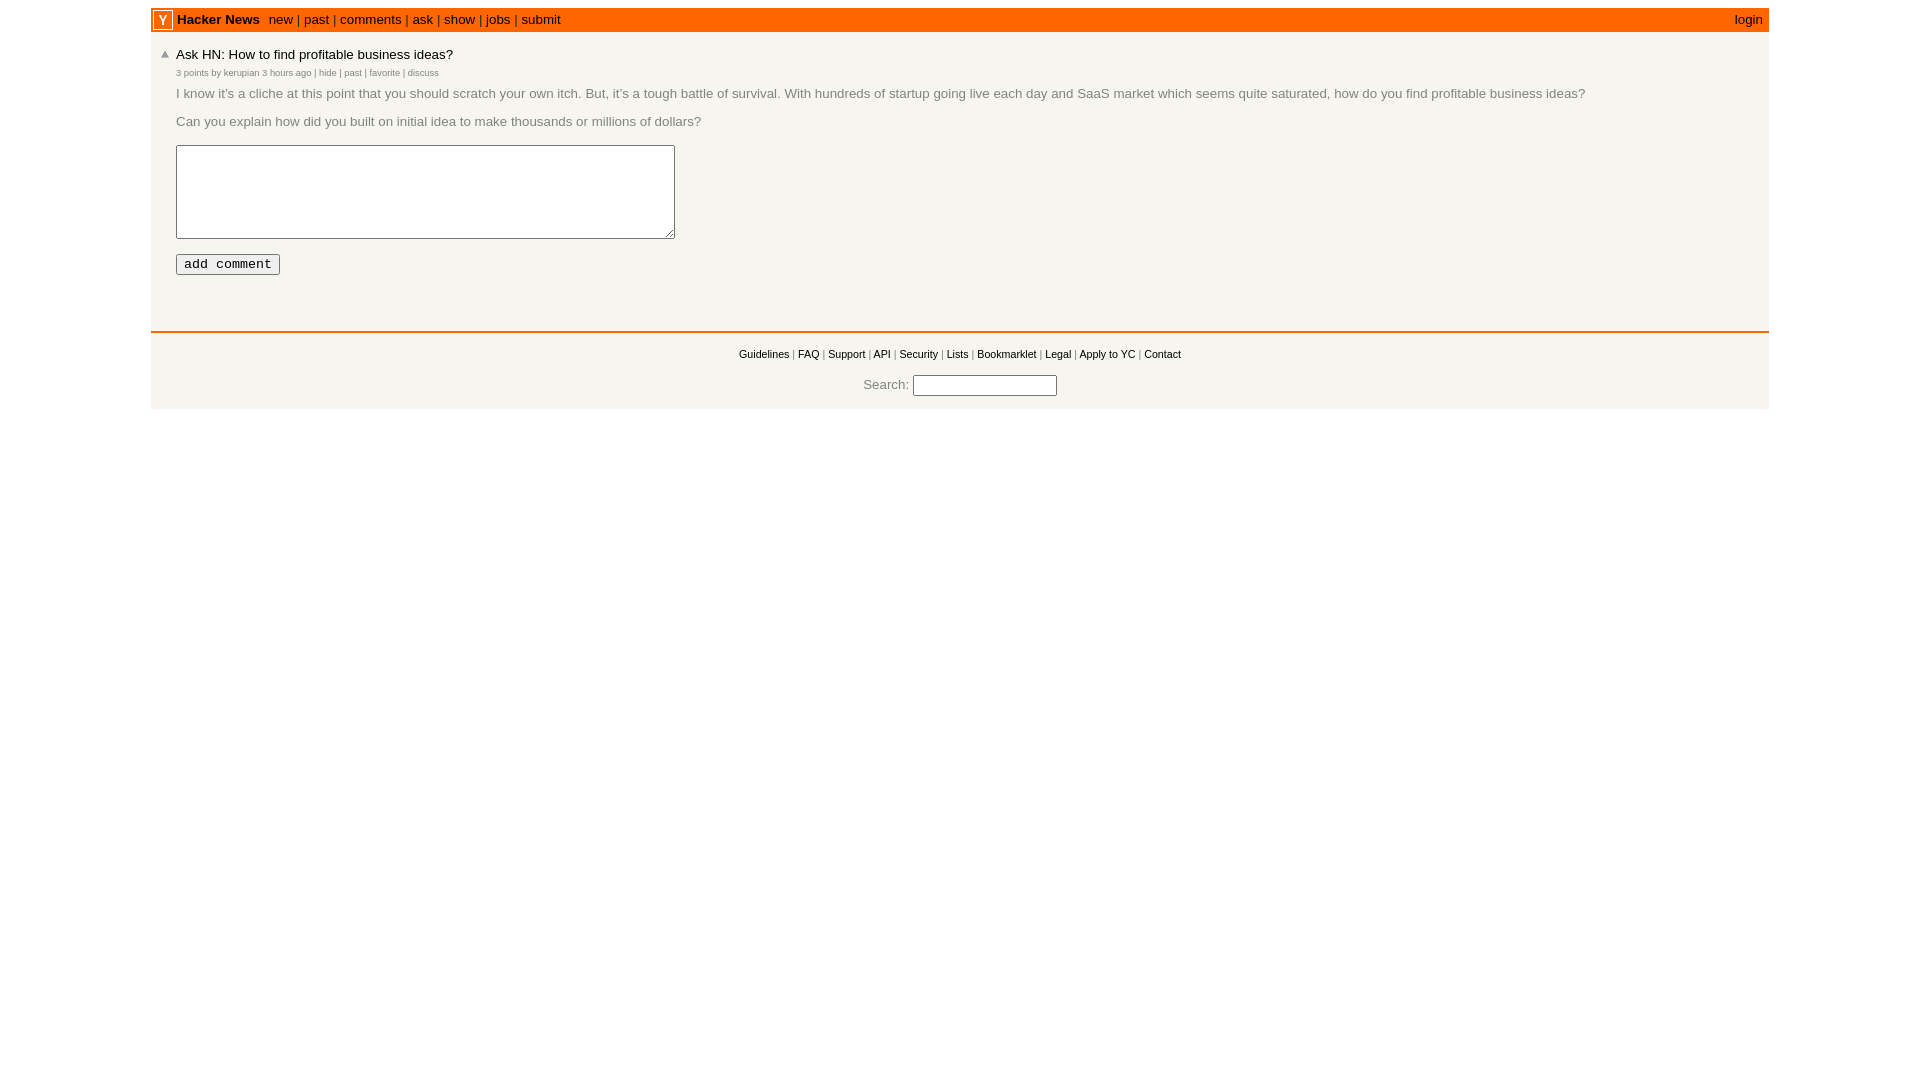 Y Hacker News new | past | comments | ask | show | jobs | submit login
Ask HN: How to find profitable business ideas?
3 points by kerupian 3 hours ago | hide | past | favorite | discuss
I know it’s a cliche at this point that you should scratch your own itch. But, it’s a tough battle of survival. With hundreds of startup going live each day and SaaS market which seems quite saturated, how do you find profitable business ideas?
Can you explain how did you built on initial idea to make thousands or millions of dollars?
add comment
Guidelines | FAQ | Support | API | Security | Lists | Bookmarklet | Legal | Apply to YC | Contact
Search: